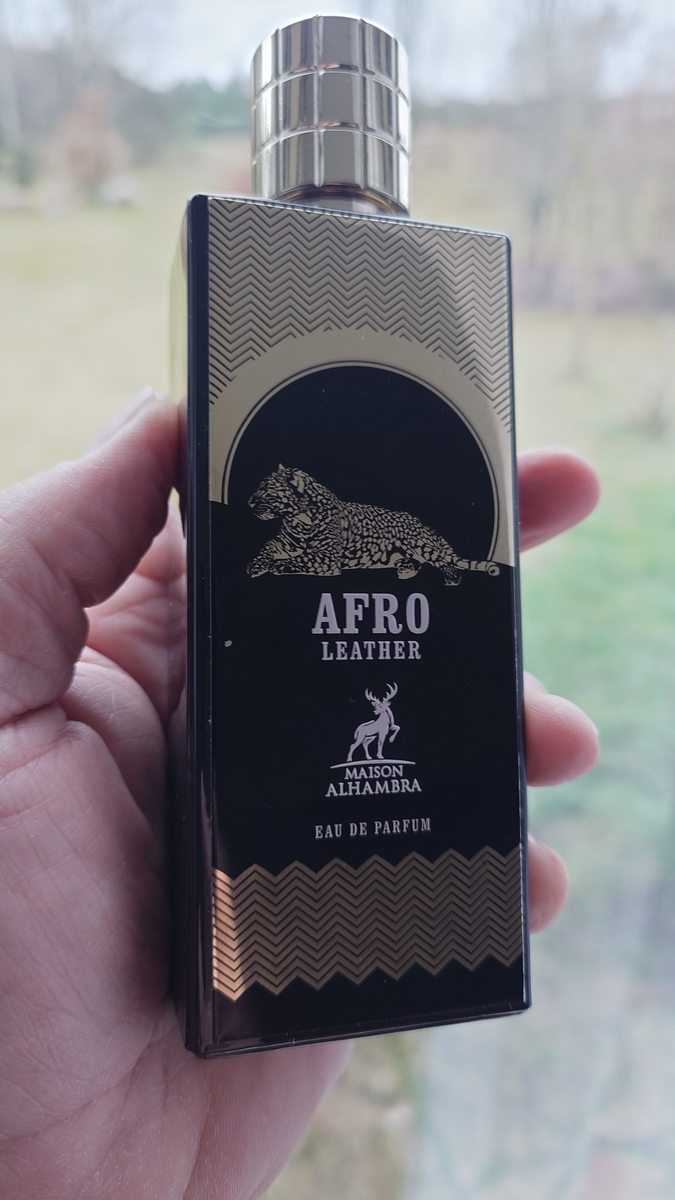 AFRO
LEATHER
MAISON
ALHAMBRA
EAU DE PARFUM